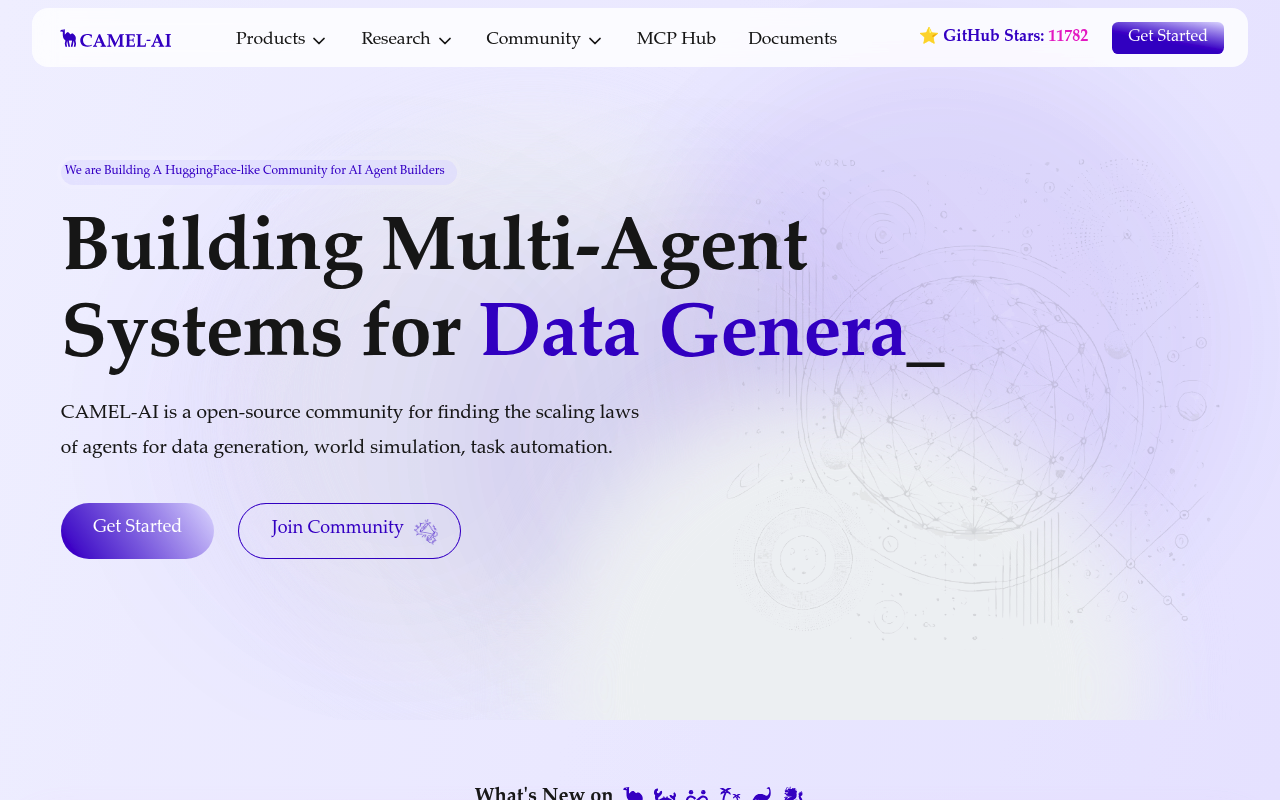 CAMEL-AI
Products
Research
Community
MCP Hub
Documents
⭐ GitHub Stars: 11782
Get Started
We are Building A HuggingFace-like Community for AI Agent Builders
WORLD
Building Multi-Agent
Systems for Data Genera_
CAMEL-AI is a open-source community for finding the scaling laws
of agents for data generation, world simulation, task automation.
Get Started
Join Community
What's New on